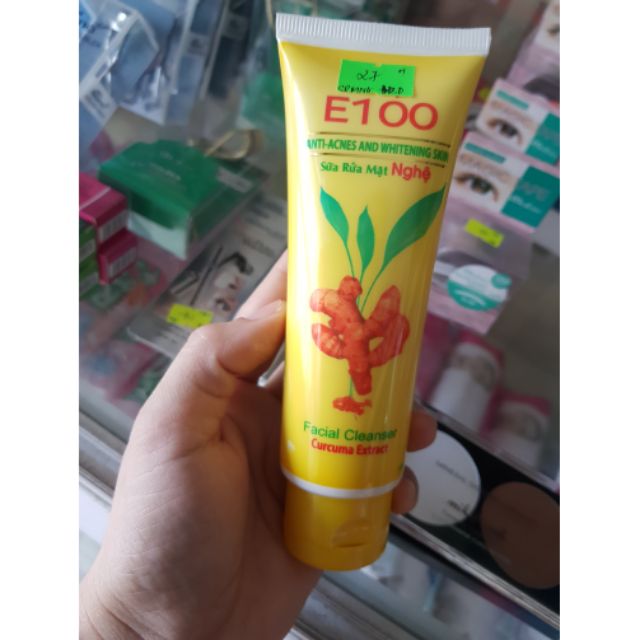 27
E100
ANTI-ACNES AND WHITENING SKIN
Sữa Rửa Mặt Nghệ
Facial Cleanser
Curcuma Extract